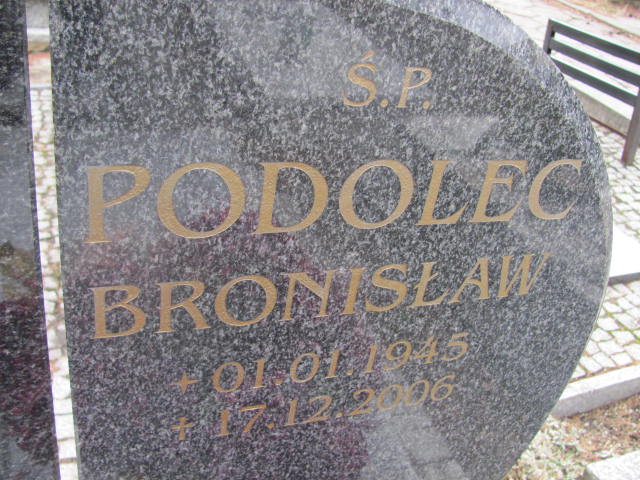 Ś.P.
PODOLEC
BRONISŁAW
+ 01.01.1945
+ 17.12.2006